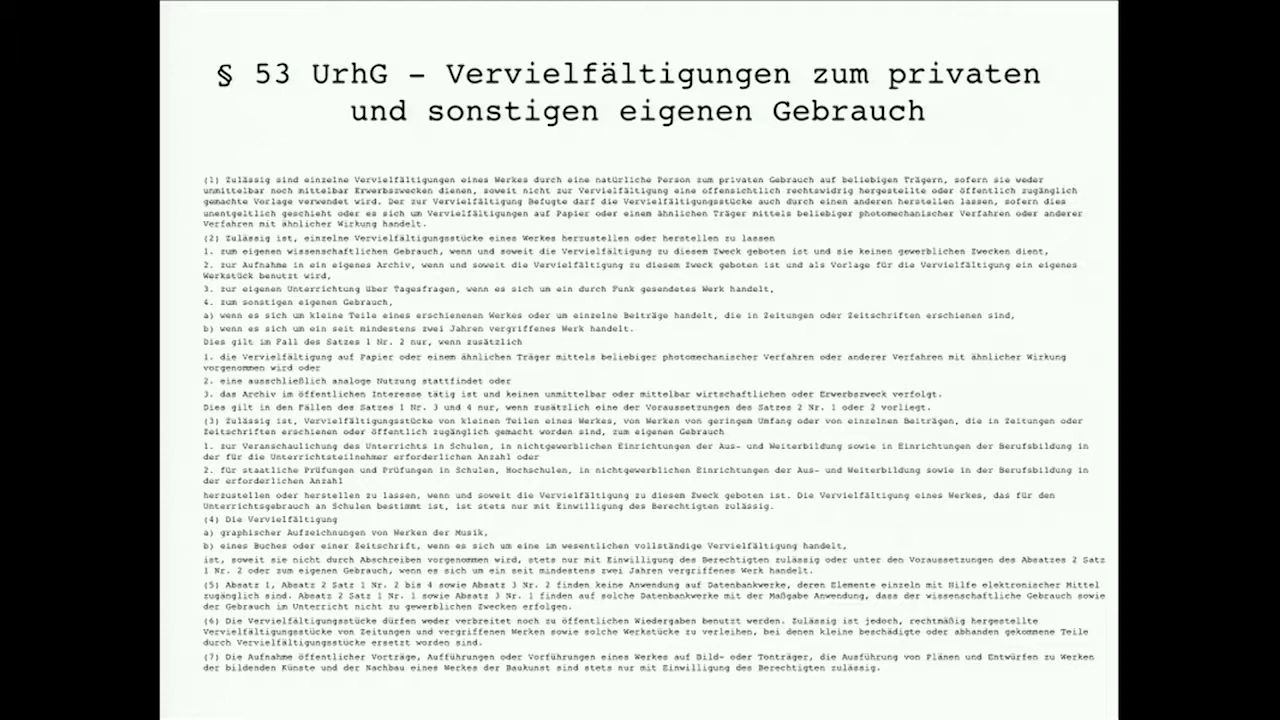 § 53 UrhG – Vervielfältigungen zum privaten
und sonstigen eigenen Gebrauch
(1) Zulässig sind einzelne Vervielfältigungen eines Werkes durch eine natürliche Person zum privaten Gebrauch auf beliebigen Trägern, sofern sie weder
unmittelbar noch mittelbar Erwerbszwecken dienen, soweit nicht zur Vervielfältigung eine offensichtlich rechtswidrig hergestellte oder öffentlich zugänglich
gemachte Vorlage verwendet wird. Der zur Vervielfältigung Befugte darf die Vervielfältigungsstücke auch durch einen anderen herstellen lassen, sofern dies
unentgeltlich geschieht oder es sich um Vervielfältigungen auf Papier oder einem ähnlichen Träger mittels beliebiger photomechanischer Verfahren oder anderer
Verfahren mit ähnlicher Wirkung handelt.
(2) Zulässig ist, einzelne Vervielfältigungsstücke eines Werkes herzustellen oder herstellen zu lassen
1. zum eigenen wissenschaftlichen Gebrauch, wenn und soweit die Vervielfältigung zu diesem Zweck geboten ist und sie keinen gewerblichen Zwecken dient,
2. zur Aufnahme in ein eigenes Archiv, wenn und soweit die Vervielfältigung zu diesem Zweck geboten ist und als Vorlage für die Vervielfältigung ein eigenes
Werkstück benutzt wird,
3. zur eigenen Unterrichtung über Tagesfragen, wenn es sich um ein durch Funk gesendetes Werk handelt,
4. zum sonstigen eigenen Gebrauch,
a) wenn es sich um kleine Teile eines erschienenen Werkes oder um einzelne Beiträge handelt, die in Zeitungen oder Zeitschriften erschienen sind,
b) wenn es sich um ein seit mindestens zwei Jahren vergriffenes Werk handelt.
Dies gilt im Fall des Satzes 1 Nr. 2 nur, wenn zusätzlich
1. die Vervielfältigung auf Papier oder einem ähnlichen Träger mittels beliebiger photomechanischer Verfahren oder anderer Verfahren mit ähnlicher Wirkung
vorgenommen wird oder
2. eine ausschließlich analoge Nutzung stattfindet oder
3. das Archiv im öffentlichen Interesse tätig ist und keinen unmittelbar oder mittelbar wirtschaftlichen oder Erwerbszweck verfolgt.
Dies gilt in den Fällen des Satzes 1 Nr. 3 und 4 nur, wenn zusätzlich eine der Voraussetzungen des Satzes 2 Nr. 1 oder 2 vorliegt.
(3) Zulässig ist, Vervielfältigungsstücke von kleinen Teilen eines Werkes, von Werken von geringem Umfang oder von einzelnen Beiträgen, die in Zeitungen oder
Zeitschriften erschienen oder öffentlich zugänglich gemacht worden sind, zum eigenen Gebrauch
1. zur Veranschaulichung des Unterrichts in Schulen, in nichtgewerblichen Einrichtungen der Aus- und Weiterbildung sowie in Einrichtungen der Berufsbildung in
der für die Unterrichtsteilnehmer erforderlichen Anzahl oder
2. für staatliche Prüfungen und Prüfungen in Schulen, Hochschulen, in nichtgewerblichen Einrichtungen der Aus- und Weiterbildung sowie in der Berufsbildung in
der erforderlichen Anzahl
herzustellen oder herstellen zu lassen, wenn und soweit die Vervielfältigung zu diesem Zweck geboten ist. Die Vervielfältigung eines Werkes, das für den
Unterrichtsgebrauch an Schulen bestimmt ist, ist stets nur mit Einwilligung des Berechtigten zulässig.
(4) Die Vervielfältigung
a) graphischer Aufzeichnungen von Werken der Musik,
b) eines Buches oder einer Zeitschrift, wenn es sich um eine im wesentlichen vollständige Vervielfältigung handelt,
ist, soweit sie nicht durch Abschreiben vorgenommen wird, stets nur mit Einwilligung des Berechtigten zulässig oder unter den Voraussetzungen des Absatzes 2 Satz
1 Nr. 2 oder zum eigenen Gebrauch, wenn es sich um ein seit mindestens zwei Jahren vergriffenes Werk handelt.
(5) Absatz 1, Absatz 2 Satz 1 Nr. 2 bis 4 sowie Absatz 3 Nr. 2 finden keine Anwendung auf Datenbankwerke, deren Elemente einzeln mit Hilfe elektronischer Mittel
zugänglich sind. Absatz 2 Satz 1 Nr. 1 sowie Absatz 3 Nr. 1 finden auf solche Datenbankwerke mit der Maßgabe Anwendung, dass der wissenschaftliche Gebrauch sowie
der Gebrauch im Unterricht nicht zu gewerblichen Zwecken erfolgen.
(6) Die Vervielfältigungsstücke dürfen weder verbreitet noch zu öffentlichen Wiedergaben benutzt werden. Zulässig ist jedoch, rechtmäßig hergestellte
Vervielfältigungsstücke von Zeitungen und vergriffenen Werken sowie solche Werkstücke zu verleihen, bei denen kleine beschädigte oder abhanden gekommene Teile
durch Vervielfältigungsstücke ersetzt worden sind.
(7) Die Aufnahme öffentlicher Vorträge, Aufführungen oder Vorführungen eines Werkes auf Bild- oder Tonträger, die Ausführung von Plänen und Entwürfen zu Werken
der bildenden Künste und der Nachbau eines Werkes der Baukunst sind stets nur mit Einwilligung des Berechtigten zulässig.